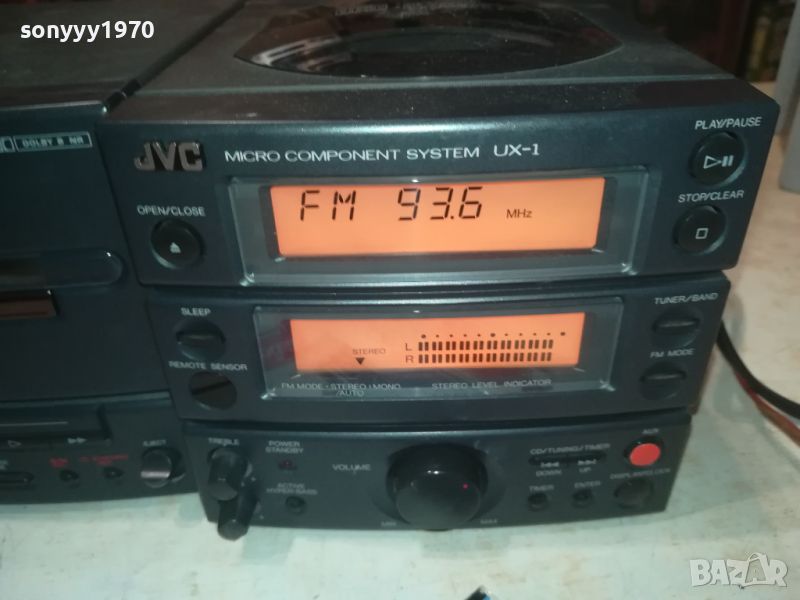 sonyyy1970
DOLBY B NR
JVC MICRO COMPONENT SYSTEM UX-1
PLAY/PAUSE
OPEN/CLOSE
STOP/CLEAR
FM 93.6 MHz
SLEEP
TUNER/BAND
REMOTE SENSOR
STEREO
L
R
FM MODE
FM MODE - STEREO / MONO
/AUTO
STEREO LEVEL INDICATOR
EJECT
TREBLE
POWER
STANDBY
VOLUME
CD/TUNING/TIMER
AUX
DOWN
UP
ACTIVE
HYPER-BASS
TIMER
ENTER
DISPLAY/CLOCK
MIN
MAX
BAZAR